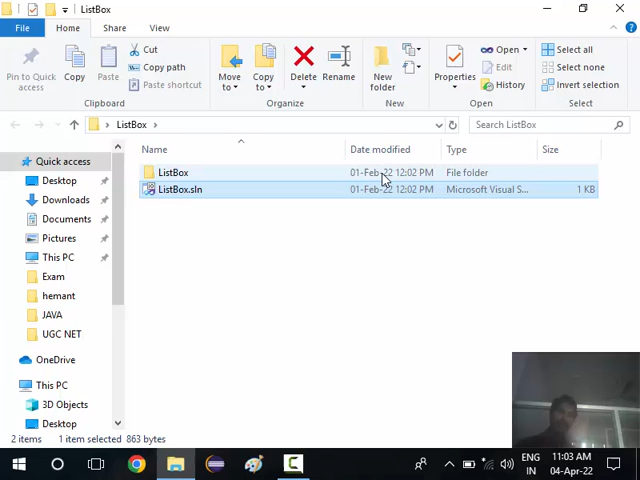 ListBox
File
Home
Share
View
Pin to Quick access
Copy
Paste
Cut
Copy path
Paste shortcut
Clipboard
Move to
Copy to
Delete
Rename
Organize
New folder
New
Properties
Open
Edit
History
Open
Select all
Select none
Invert selection
Select
ListBox
Search ListBox
Name
Date modified
Type
Size
ListBox 01-Feb-22 12:02 PM File folder
ListBox.sln 01-Feb-22 12:02 PM Microsoft Visual S... 1 KB
Quick access
Desktop
Downloads
Documents
Pictures
This PC
Exam
hemant
JAVA
UGC NET
OneDrive
This PC
3D Objects
Desktop
2 items 1 item selected 863 bytes
ENG
IN
11:03 AM
04-Apr-22